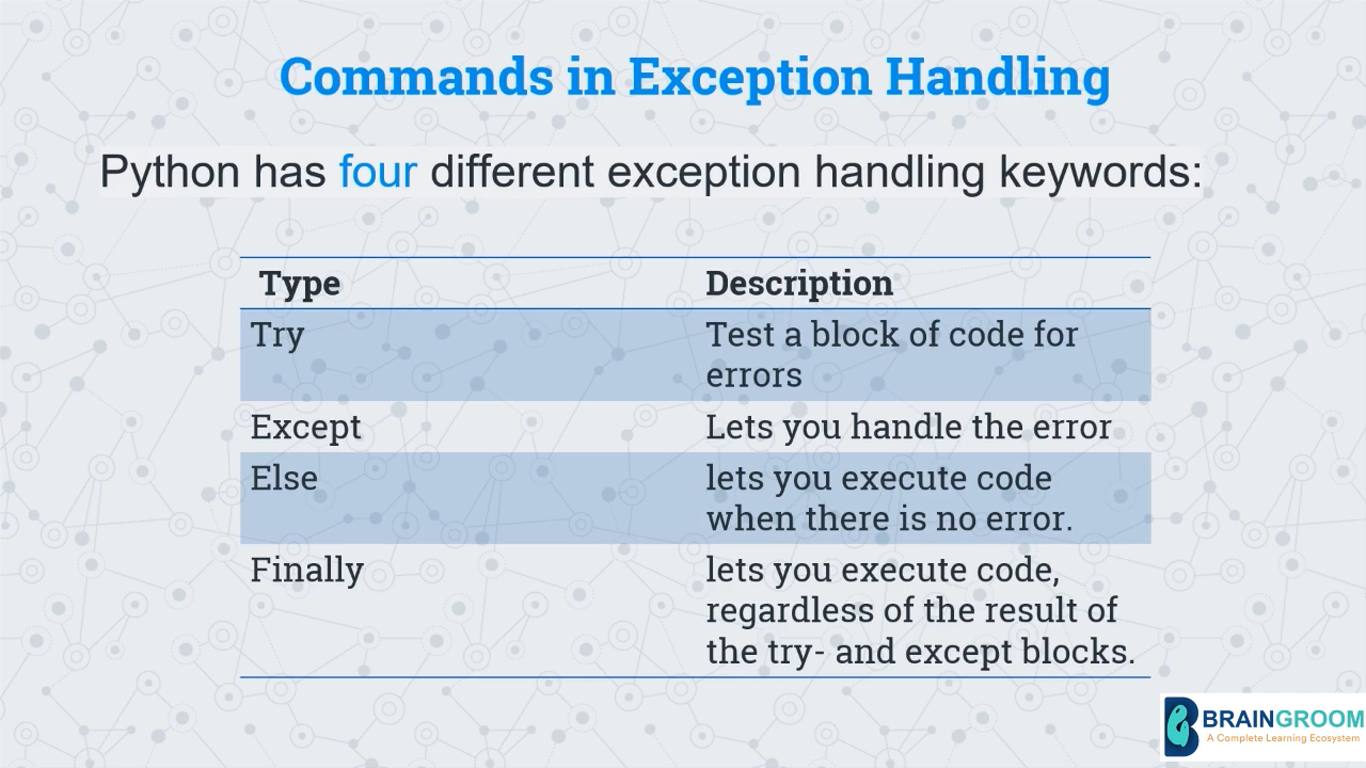 Commands in Exception Handling
Python has four different exception handling keywords:
Type Description
Try Test a block of code for
errors
Except Lets you handle the error
Else lets you execute code
when there is no error.
Finally lets you execute code,
regardless of the result of
the try- and except blocks.
BRAINGROOM
A Complete Learning Ecosystem